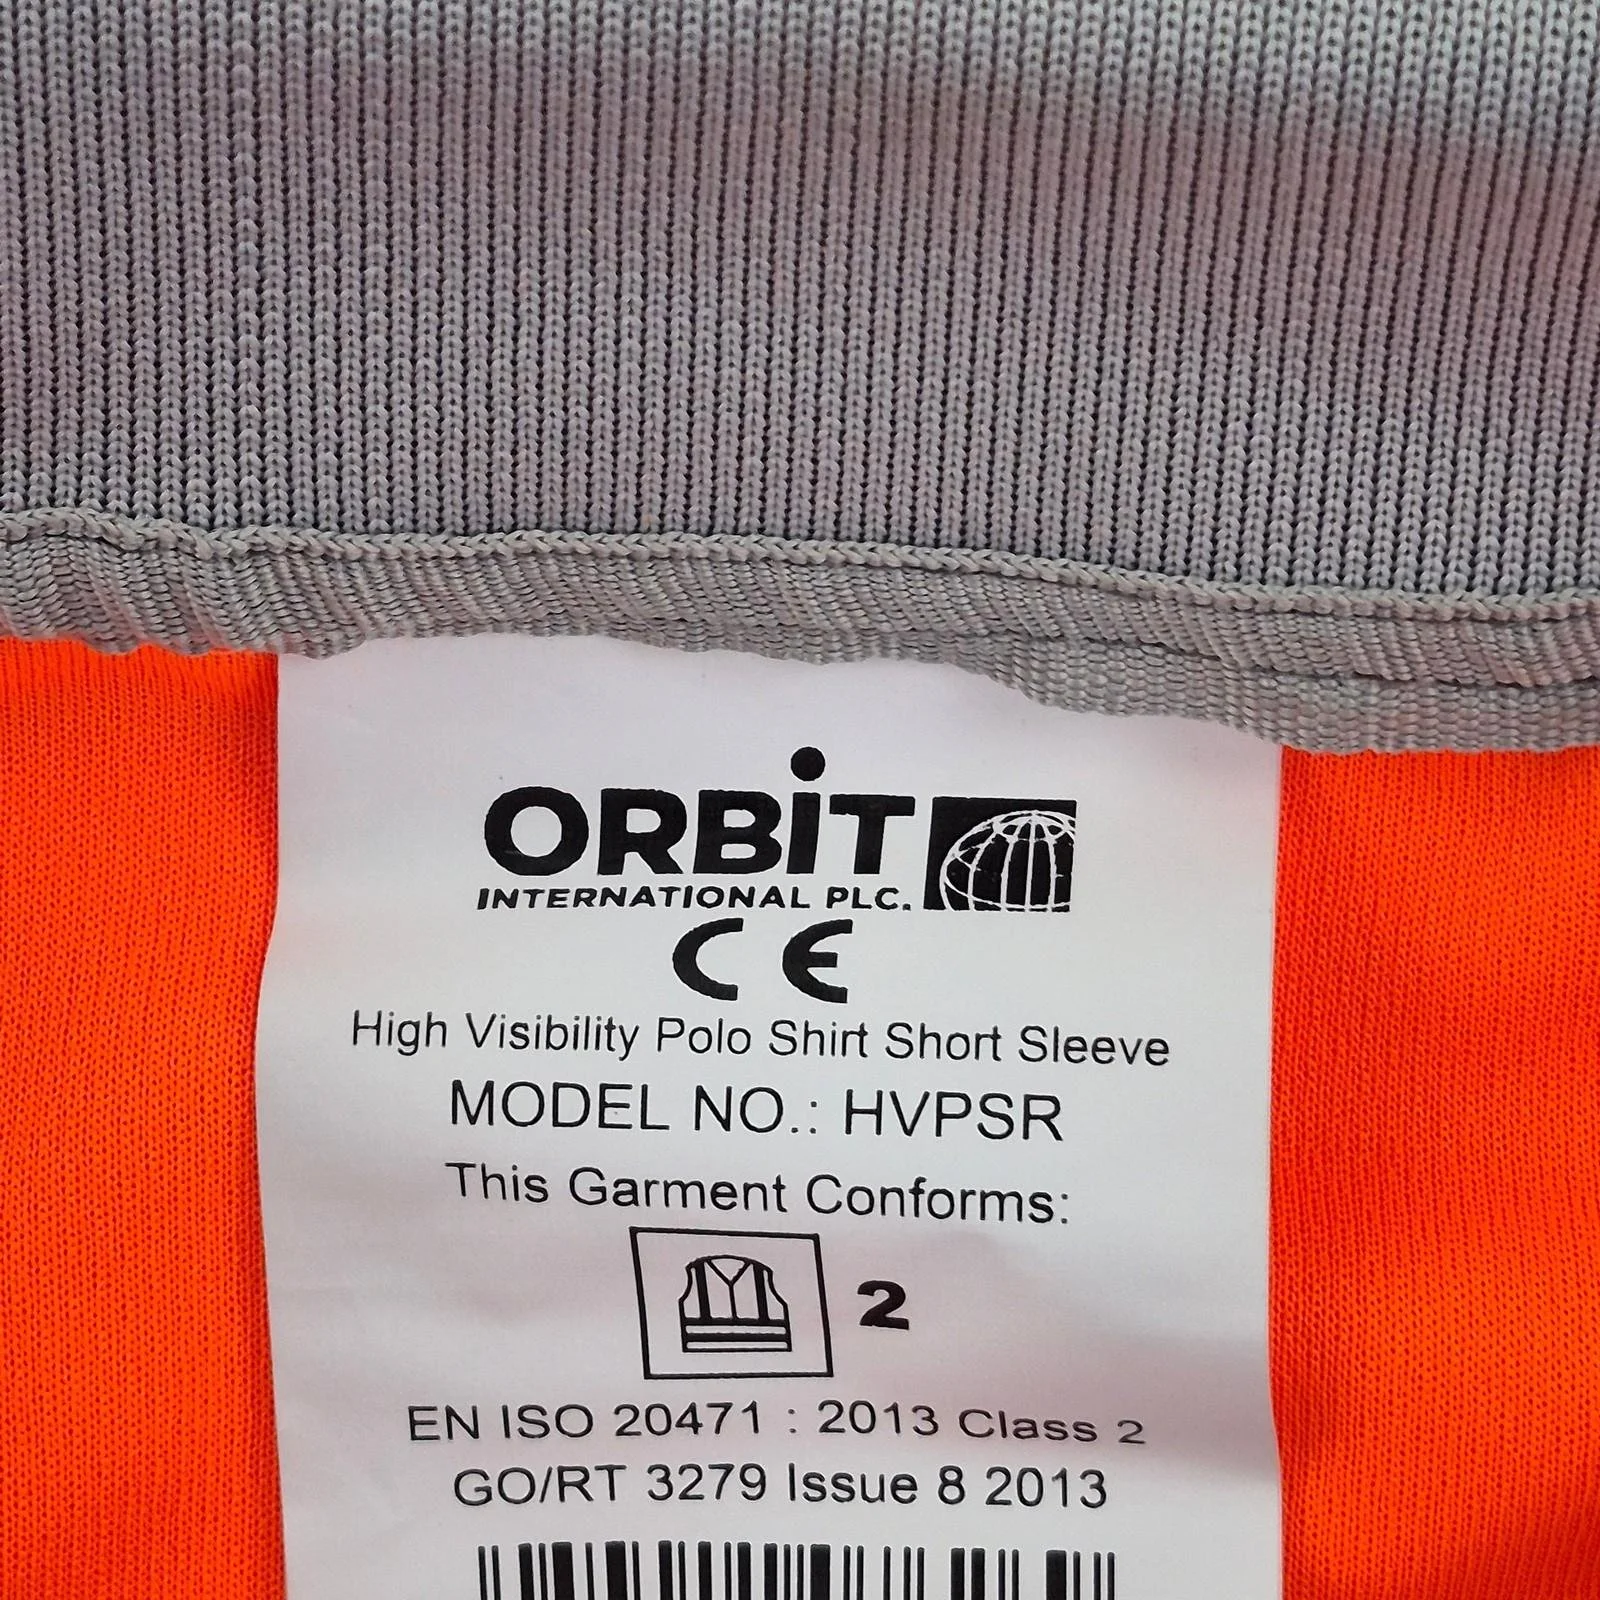 ORBiT
INTERNATIONAL PLC.
CE
High Visibility Polo Shirt Short Sleeve
MODEL NO.: HVPSR
This Garment Conforms:
2
EN ISO 20471 : 2013 Class 2
GO/RT 3279 Issue 8 2013